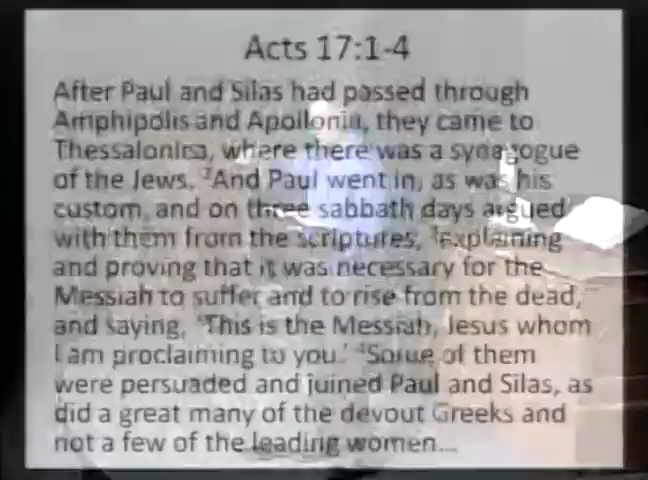 Acts 17:1-4
After Paul and Silas had passed through
Amphipolis and Apollonia, they came to
Thessalonica, where there was a synagogue
of the Jews. ²And Paul went in, as was his
custom, and on three sabbath days argued
with them from the scriptures, ³explaining
and proving that it was necessary for the
Messiah to suffer and to rise from the dead,
and saying, 'This is the Messiah, Jesus whom
I am proclaiming to you.' ⁴Some of them
were persuaded and joined Paul and Silas, as
did a great many of the devout Greeks and
not a few of the leading women...